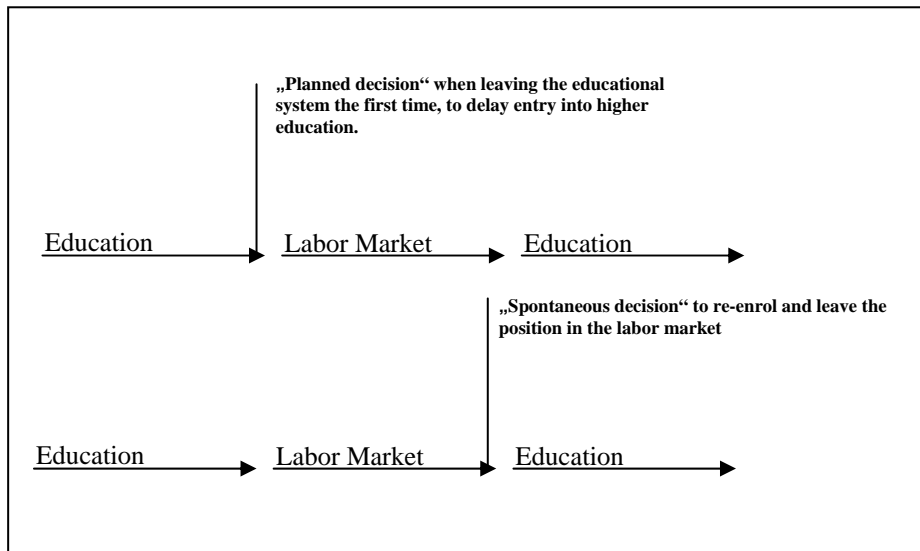 „Planned decision“ when leaving the educational
system the first time, to delay entry into higher
education.
Education
Labor Market
Education
„Spontaneous decision“ to re-enrol and leave the
position in the labor market
Education
Labor Market
Education